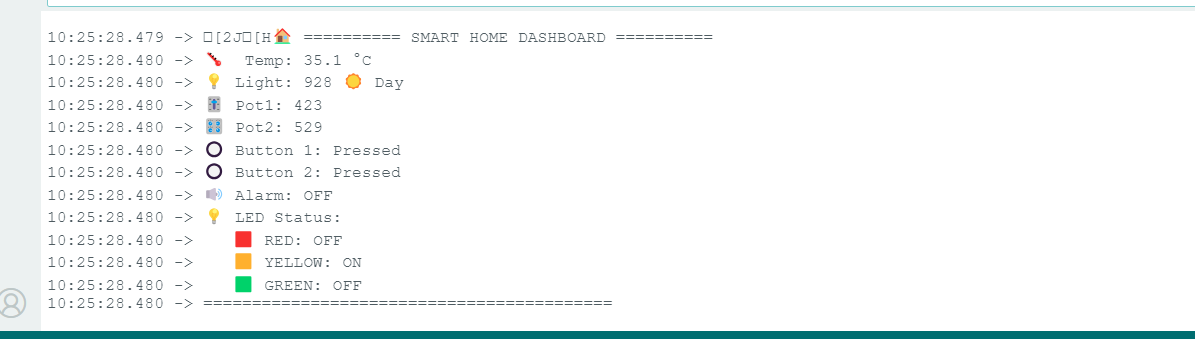 10:25:28.479 -> □[2J□[H🏠 ========== SMART HOME DASHBOARD ==========
10:25:28.480 -> 🌡 Temp: 35.1 °C
10:25:28.480 -> 💡 Light: 928 🌞 Day
10:25:28.480 -> 🎚 Pot1: 423
10:25:28.480 -> 🎛 Pot2: 529
10:25:28.480 -> ⭕ Button 1: Pressed
10:25:28.480 -> ⭕ Button 2: Pressed
10:25:28.480 -> 🔊 Alarm: OFF
10:25:28.480 -> 💡 LED Status:
10:25:28.480 -> 🟥 RED: OFF
10:25:28.480 -> 🟧 YELLOW: ON
10:25:28.480 -> 🟩 GREEN: OFF
10:25:28.480 -> ==========================================